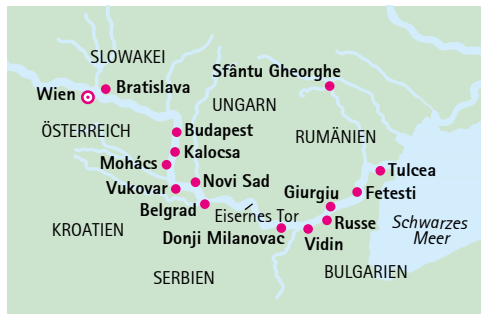 SLOWAKEI
Sfântu Gheorghe
Wien
Bratislava
UNGARN
ÖSTERREICH
Budapest
RUMÄNIEN
Kalocsa
Mohács
Tulcea
Vukovar
Novi Sad
Giurgiu
Fetesti
Belgrad
Eisernes Tor
KROATIEN
Russe
Schwarzes
Meer
Donji Milanovac
Vidin
SERBIEN
BULGARIEN